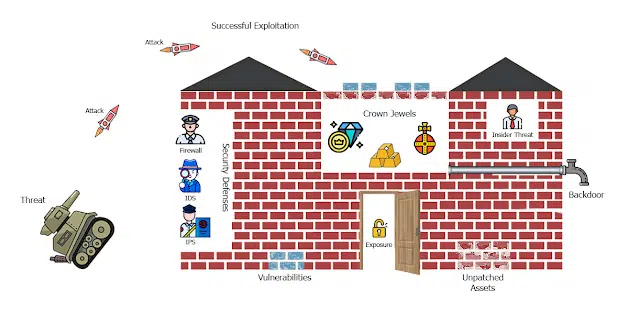 Successful Exploitation
Attack
Attack
Crown Jewels
Insider Threat
Firewall
Security Defenses
IDS
Threat
Backdoor
IPS
Exposure
Vulnerabilities
Unpatched
Assets